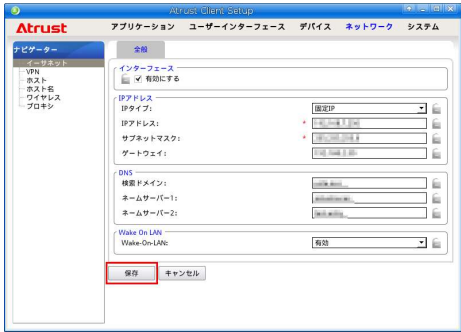 Atrust Client Setup
Atrust
アプリケーション ユーザーインターフェース デバイス ネットワーク システム
ナビゲーター
イーサネット
VPN
ホスト
ホスト名
ワイヤレス
プロキシ
全般
インターフェース
有効にする
IPアドレス
IPタイプ: 固定IP
IPアドレス: *
サブネットマスク: *
ゲートウェイ:
DNS
検索ドメイン:
ネームサーバー1:
ネームサーバー2:
Wake On LAN
Wake-On-LAN: 有効
保存 キャンセル